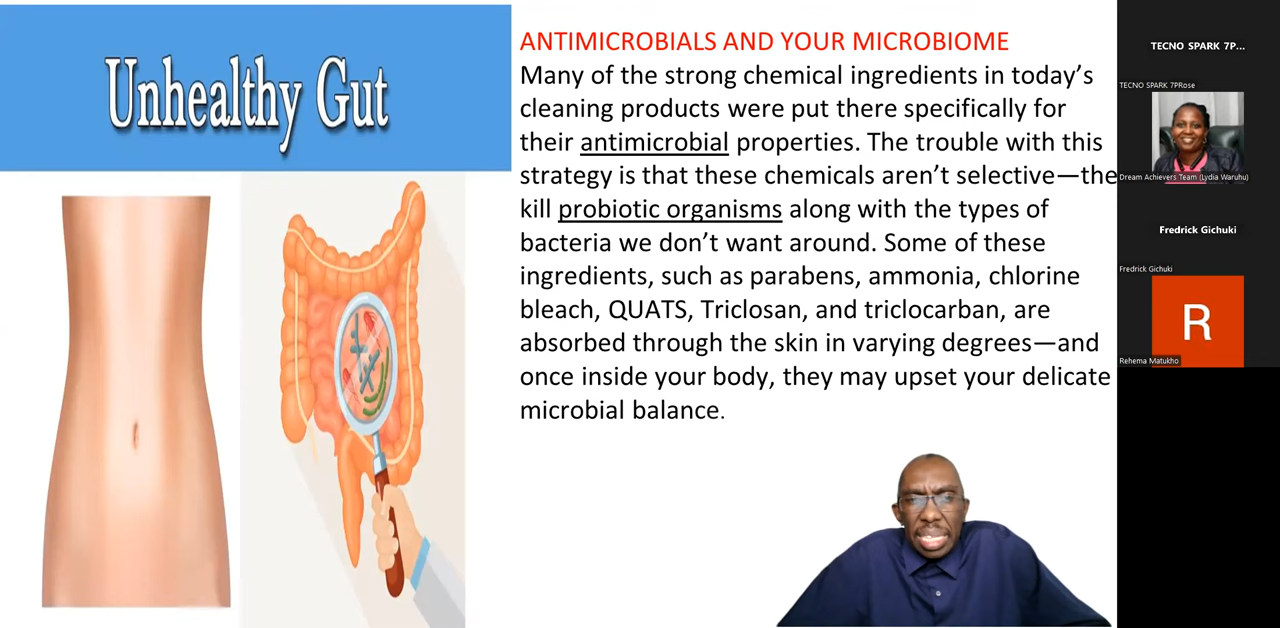 Unhealthy Gut
ANTIMICROBIALS AND YOUR MICROBIOME
Many of the strong chemical ingredients in today’s
cleaning products were put there specifically for
their antimicrobial properties. The trouble with this
strategy is that these chemicals aren’t selective—the
kill probiotic organisms along with the types of
bacteria we don’t want around. Some of these
ingredients, such as parabens, ammonia, chlorine
bleach, QUATS, Triclosan, and triclocarban, are
absorbed through the skin in varying degrees—and
once inside your body, they may upset your delicate
microbial balance.
TECNO SPARK 7P...
TECNO SPARK 7PRose
Dream Achievers Team (Lydia Waruhu)
Fredrick Gichuki
Fredrick Gichuki
R
Rehema Matukho